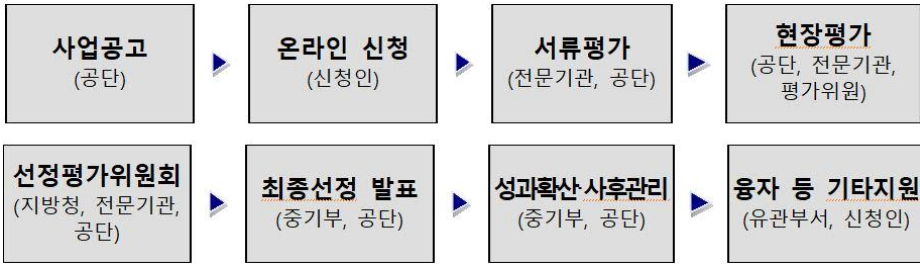 사업공고
(공단)
온라인 신청
(신청인)
서류평가
(전문기관, 공단)
현장평가
(공단, 전문기관,
평가위원)
선정평가위원회
(지방청, 전문기관,
공단)
최종선정 발표
(중기부, 공단)
성과확산·사후관리
(중기부, 공단)
융자 등 기타지원
(유관부서, 신청인)